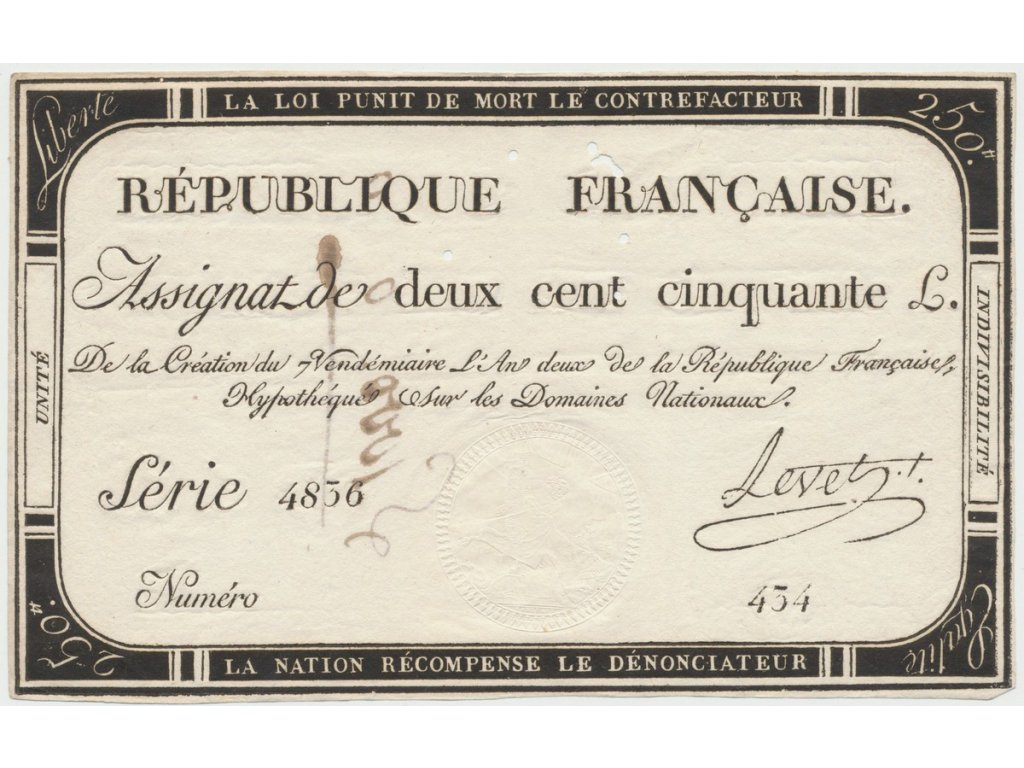 Liberté
LA LOI PUNIT DE MORT LE CONTREFACTEUR
250.
RÉPUBLIQUE FRANÇAISE.
Assignat de deux cent cinquante L.
De la Création du 7 Vendémiaire L'An deux de la République Française,
Hypothéqué sur les Domaines Nationaux.
UNITÉ
INDIVISIBILITÉ
Série 4836
Numéro
434
250.
LA NATION RÉCOMPENSE LE DÉNONCIATEUR
Egalité